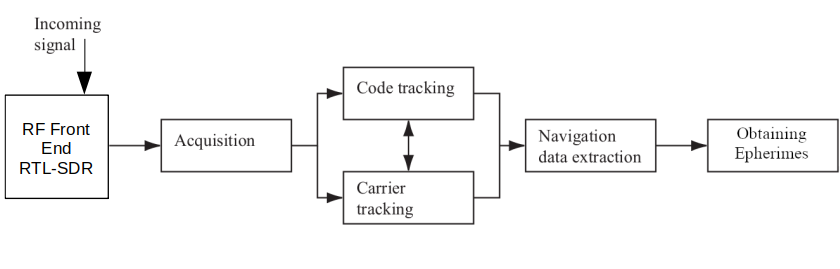 Incoming
signal
RF Front
End
RTL-SDR
Acquisition
Code tracking
Carrier
tracking
Navigation
data extraction
Obtaining
Epherimes